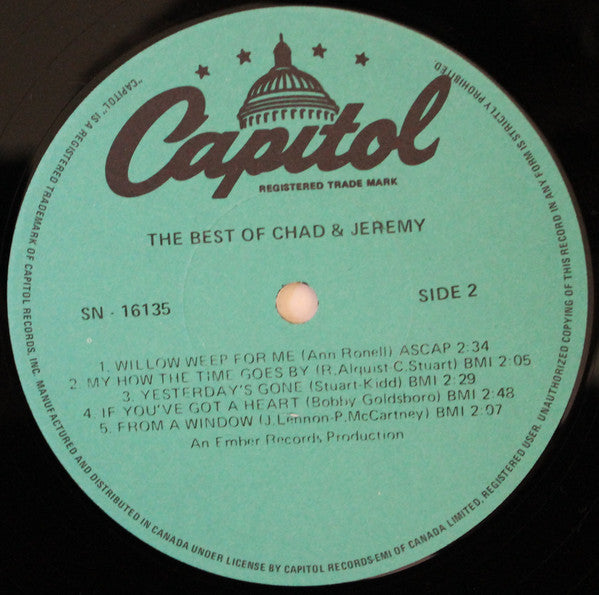 Capitol
REGISTERED TRADE MARK
THE BEST OF CHAD & JEREMY
SN - 16135
SIDE 2
1. WILLOW WEEP FOR ME (Ann Ronell) ASCAP 2:34
2. MY HOW THE TIME GOES BY (R.Alquist-C.Stuart) BMI 2:05
3. YESTERDAY'S GONE (Stuart-Kidd) BMI 2:29
4. IF YOU'VE GOT A HEART (Bobby Goldsboro) BMI 2:48
5. FROM A WINDOW (J.Lennon-P.McCartney) BMI 2:07
An Ember Records Production
"CAPITOL" IS A REGISTERED TRADEMARK OF CAPITOL RECORDS, INC. MANUFACTURED AND DISTRIBUTED IN CANADA UNDER LICENSE BY CAPITOL RECORDS-EMI OF CANADA LIMITED, REGISTERED USER. UNAUTHORIZED COPYING OF THIS RECORD IN ANY FORM IS STRICTLY PROHIBITED.